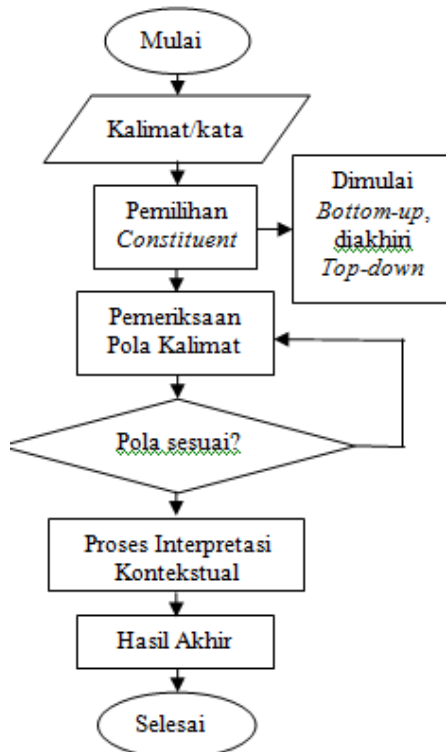 Mulai
Kalimat/kata
Pemilihan
Constituent
Dimulai
Bottom-up,
diakhiri
Top-down
Pemeriksaan
Pola Kalimat
Pola sesuai?
Proses Interpretasi
Kontekstual
Hasil Akhir
Selesai